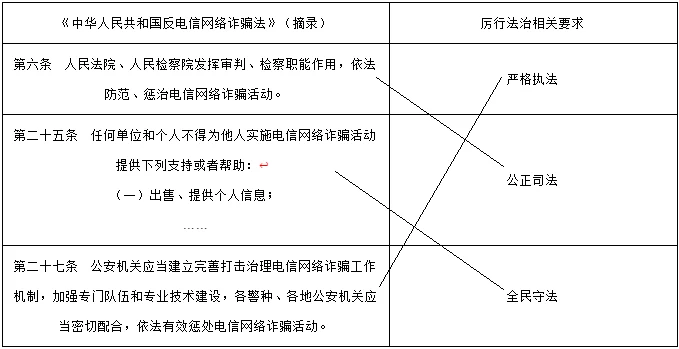 《中华人民共和国反电信网络诈骗法》（摘录）
厉行法治相关要求
第六条　人民法院、人民检察院发挥审判、检察职能作用，依法
防范、惩治电信网络诈骗活动。
严格执法
第二十五条　任何单位和个人不得为他人实施电信网络诈骗活动
提供下列支持或者帮助：↵
（一）出售、提供个人信息；
……
公正司法
第二十七条　公安机关应当建立完善打击治理电信网络诈骗工作
机制，加强专门队伍和专业技术建设，各警种、各地公安机关应
当密切配合，依法有效惩处电信网络诈骗活动。
全民守法